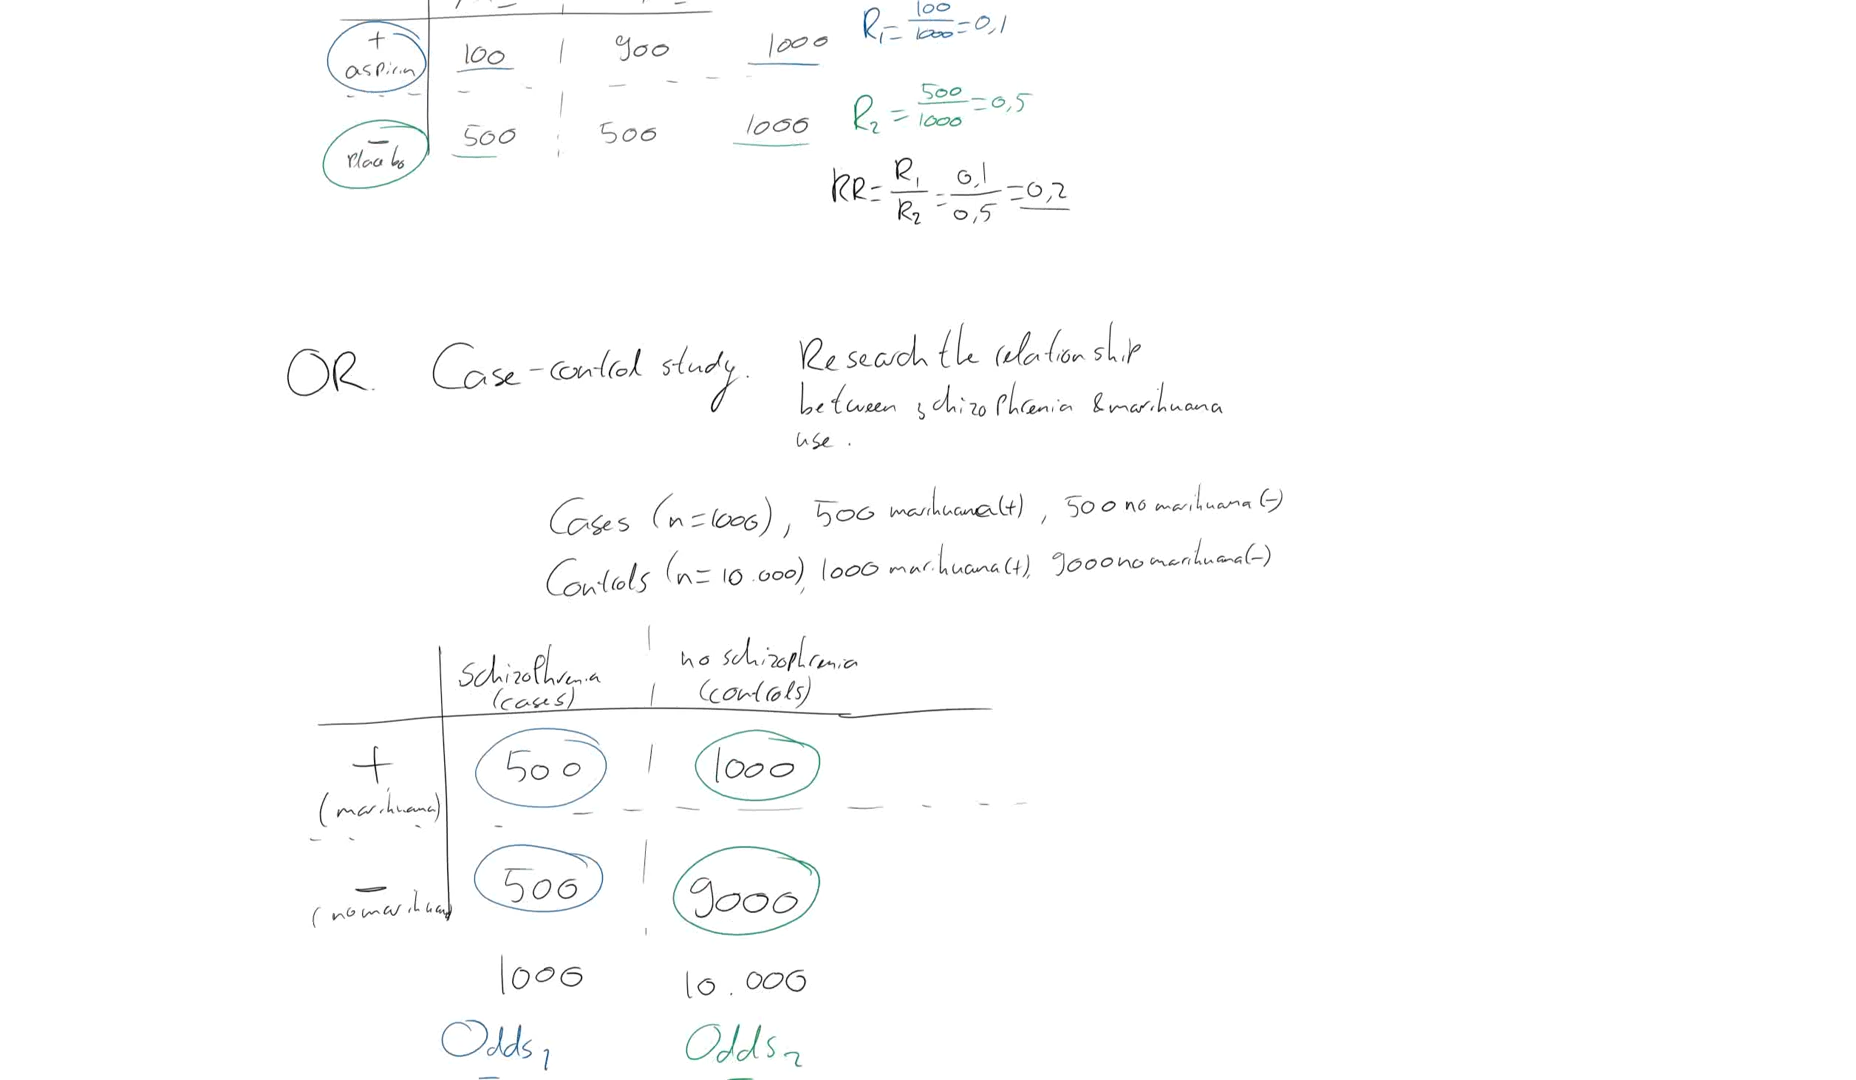 + 100 | 900 1000 R1 = 100/1000 = 0,1
aspirin
— 500 500 1000 R2 = 500/1000 = 0,5
placebo
RR = R1/R2 = 0,1/0,5 = 0,2
OR. Case-control study. Research the relationship
between schizophrenia & marihuana
use.
Cases (n=1000), 500 marihuana(+), 500 no marihuana(-)
Controls (n=10.000), 1000 marihuana(+), 9000 no marihuana(-)
schizophrenia no schizophrenia
(cases) (controls)
+ 500 1000
(marihuana)
— 500 9000
(no marihuana)
1000 10.000
Odds1 Odds2